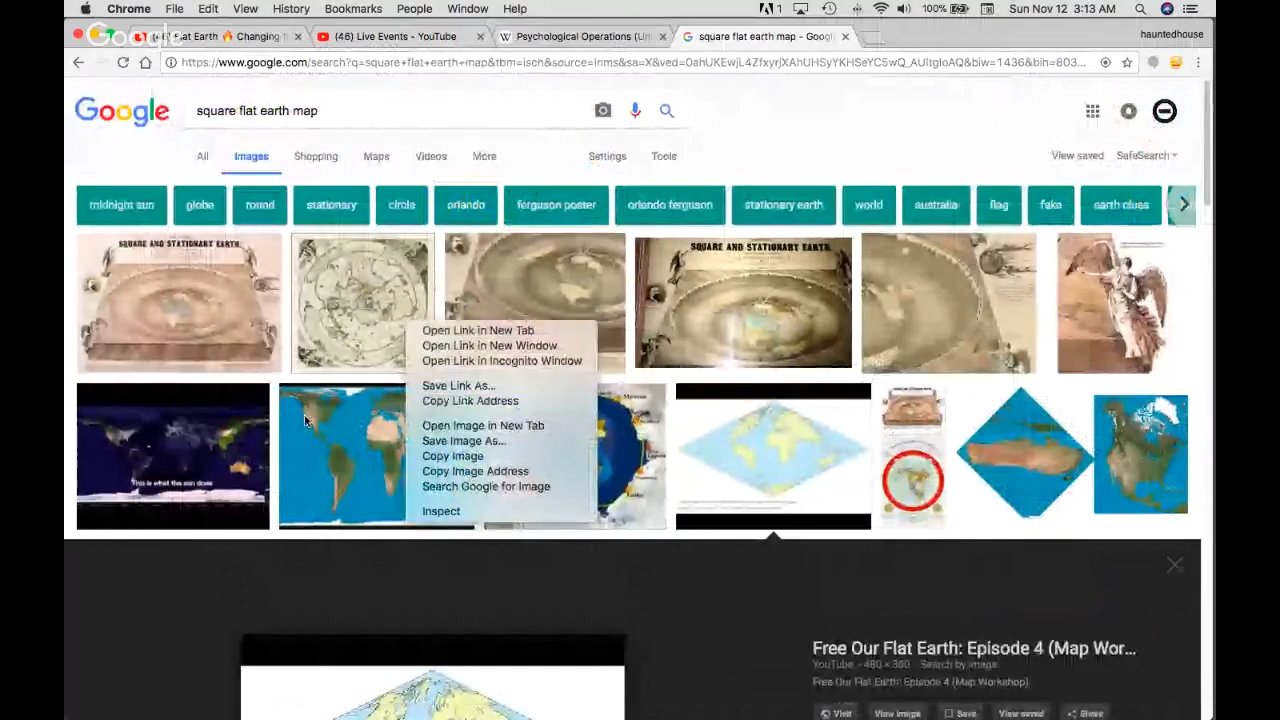 Chrome File Edit View History Bookmarks People Window Help 1 100% Sun Nov 12 3:13 AM
Google
Flat Earth 🔥 Changing (46) Live Events - YouTube Psychological Operations (Un square flat earth map - Googl hauntedhouse
https://www.google.com/search?q=square+flat+earth+map&tbm=isch&source=lnms&sa=X&ved=
Google square flat earth map
All Images Shopping Maps Videos More Settings Tools View saved SafeSearch
midnight sun globe round stationary circle orlando ferguson poster orlando ferguson stationary earth world australia flag fake earth class
SQUARE AND STATIONARY EARTH
SQUARE AND STATIONARY EARTH.
Open Link in New Tab
Open Link in New Window
Open Link in Incognito Window
Save Link As...
Copy Link Address
Open Image in New Tab
Save Image As...
Copy Image
Copy Image Address
Search Google for Image
Inspect
This is what the sun does
Free Our Flat Earth: Episode 4 (Map Wor...
YouTube - 480 × 360 Search by image
Free Our Flat Earth: Episode 4 (Map Workshop)
Visit View image Save View saved Share